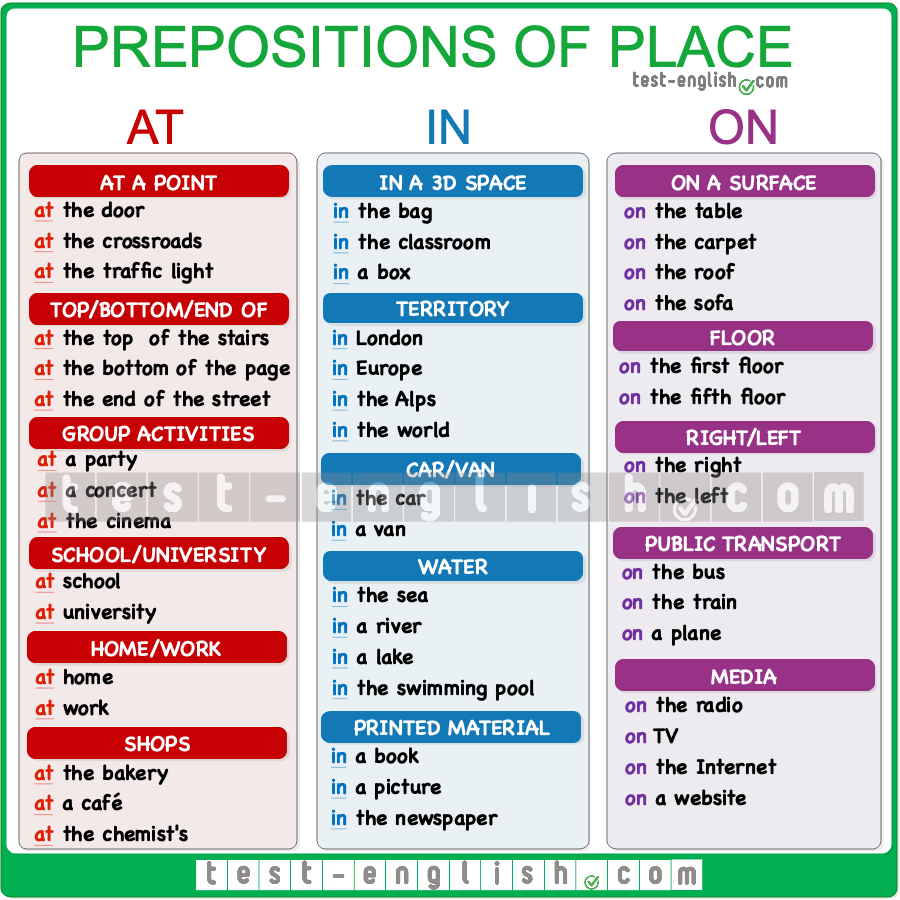 PREPOSITIONS OF PLACE
test-english.com
AT
AT A POINT
at the door
at the crossroads
at the traffic light
TOP/BOTTOM/END OF
at the top of the stairs
at the bottom of the page
at the end of the street
GROUP ACTIVITIES
at a party
at a concert
at the cinema
SCHOOL/UNIVERSITY
at school
at university
HOME/WORK
at home
at work
SHOPS
at the bakery
at a café
at the chemist's
IN
IN A 3D SPACE
in the bag
in the classroom
in a box
TERRITORY
in London
in Europe
in the Alps
in the world
CAR/VAN
in the car
in a van
WATER
in the sea
in a river
in a lake
in the swimming pool
PRINTED MATERIAL
in a book
in a picture
in the newspaper
ON
ON A SURFACE
on the table
on the carpet
on the roof
on the sofa
FLOOR
on the first floor
on the fifth floor
RIGHT/LEFT
on the right
on the left
PUBLIC TRANSPORT
on the bus
on the train
on a plane
MEDIA
on the radio
on TV
on the Internet
on a website
test-english.com
test-english.com